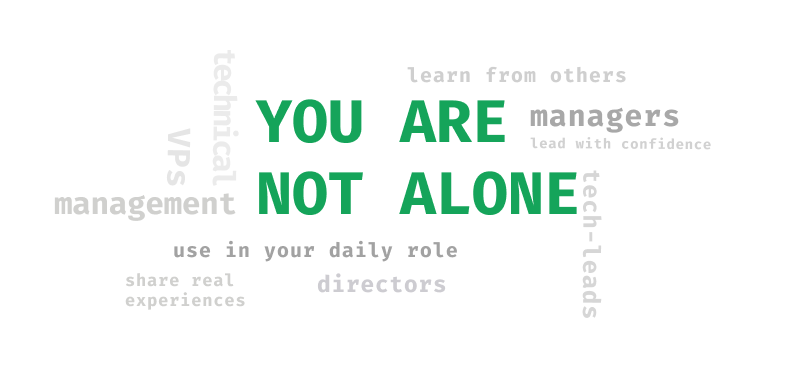 technical
learn from others
YOU ARE
managers
lead with confidence
VPs
management
NOT ALONE
tech-leads
use in your daily role
share real
experiences
directors